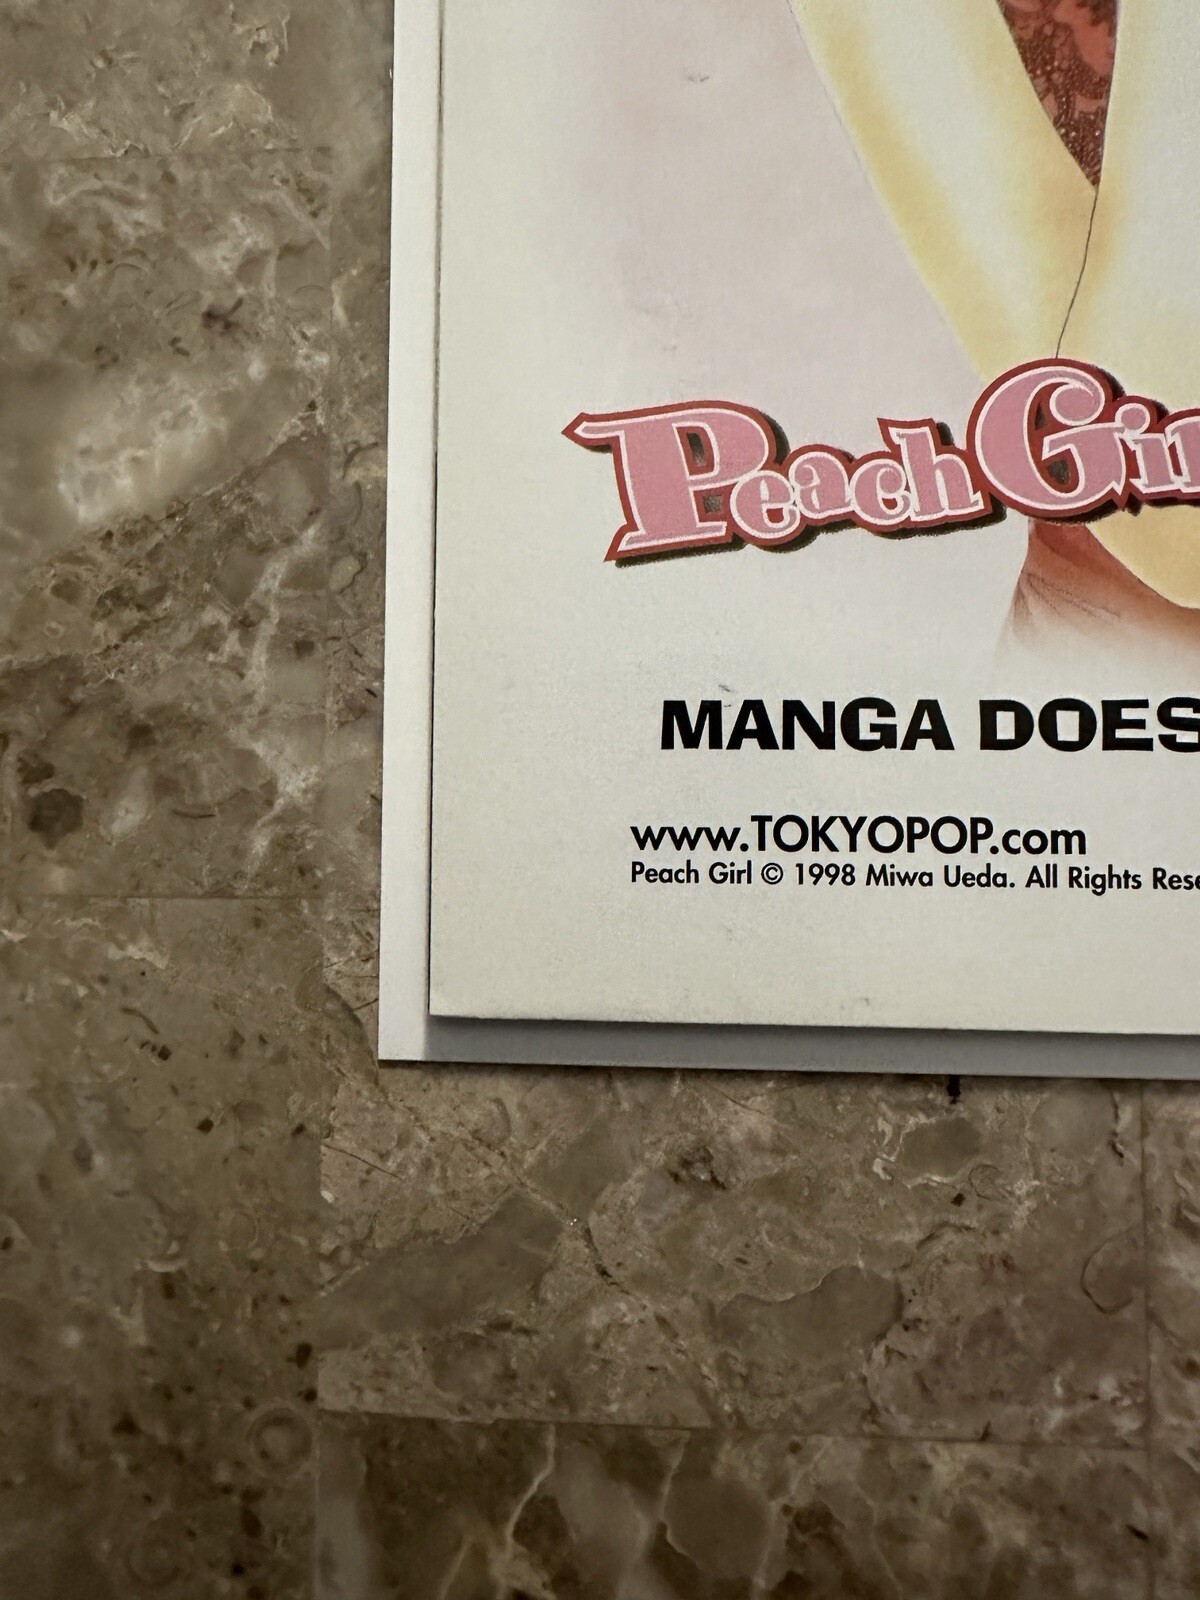 Peach Gir
MANGA DOES
www.TOKYOPOP.com
Peach Girl © 1998 Miwa Ueda. All Rights Rese